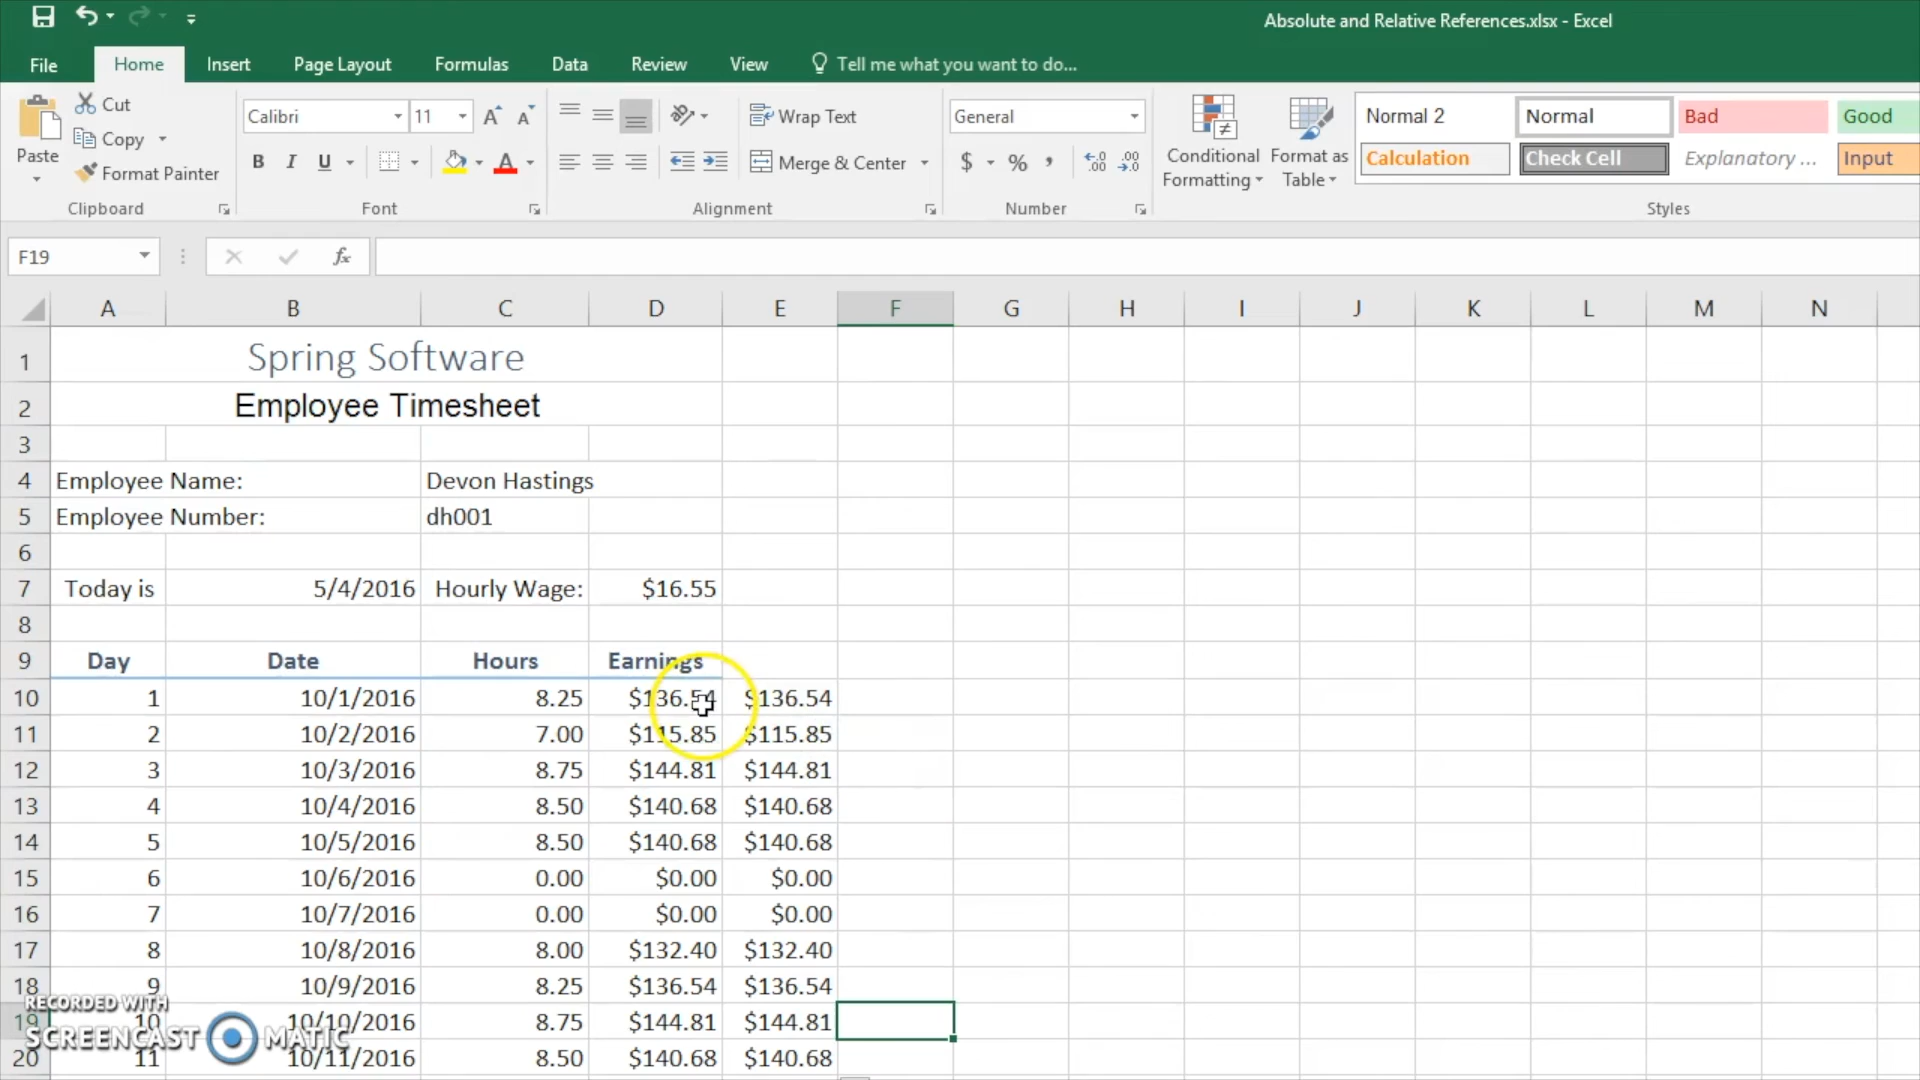 Absolute and Relative References.xlsx - Excel
File Home Insert Page Layout Formulas Data Review View Tell me what you want to do...
Cut
Copy
Format Painter
Paste
Calibri 11
B I U
Wrap Text
Merge & Center
General
$ % ,
Conditional Formatting
Format as Table
Normal 2 Normal Bad Good
Calculation Check Cell Explanatory ... Input
Clipboard Font Alignment Number Styles
F19 fx
A B C D E F G H I J K L M N
1 Spring Software
2 Employee Timesheet
3
4 Employee Name: Devon Hastings
5 Employee Number: dh001
6
7 Today is 5/4/2016 Hourly Wage: $16.55
8
9 Day Date Hours Earnings
10 1 10/1/2016 8.25 $136.54 $136.54
11 2 10/2/2016 7.00 $115.85 $115.85
12 3 10/3/2016 8.75 $144.81 $144.81
13 4 10/4/2016 8.50 $140.68 $140.68
14 5 10/5/2016 8.50 $140.68 $140.68
15 6 10/6/2016 0.00 $0.00 $0.00
16 7 10/7/2016 0.00 $0.00 $0.00
17 8 10/8/2016 8.00 $132.40 $132.40
18 9 10/9/2016 8.25 $136.54 $136.54
19 10 10/10/2016 8.75 $144.81 $144.81
20 11 10/11/2016 8.50 $140.68 $140.68
RECORDED WITH
SCREENCAST MATIC